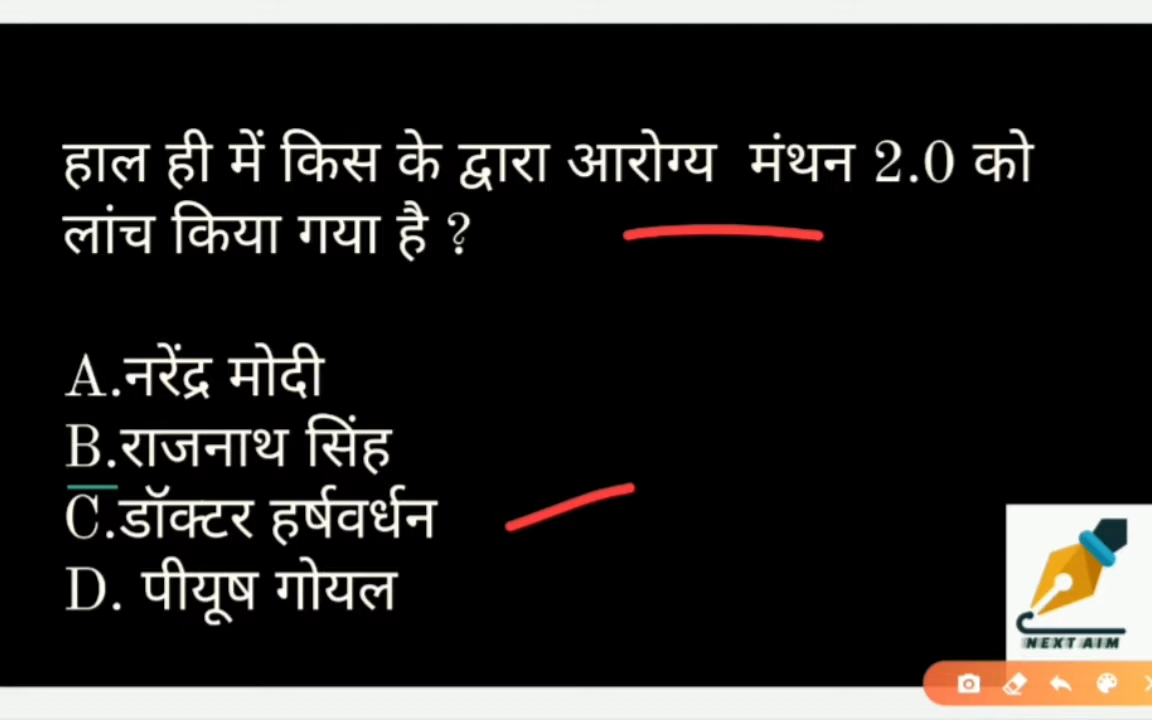 हाल ही में किस के द्वारा आरोग्य मंथन 2.0 को
लांच किया गया है ?
A.नरेंद्र मोदी
B.राजनाथ सिंह
C.डॉक्टर हर्षवर्धन
D. पीयूष गोयल
NEXT AIM